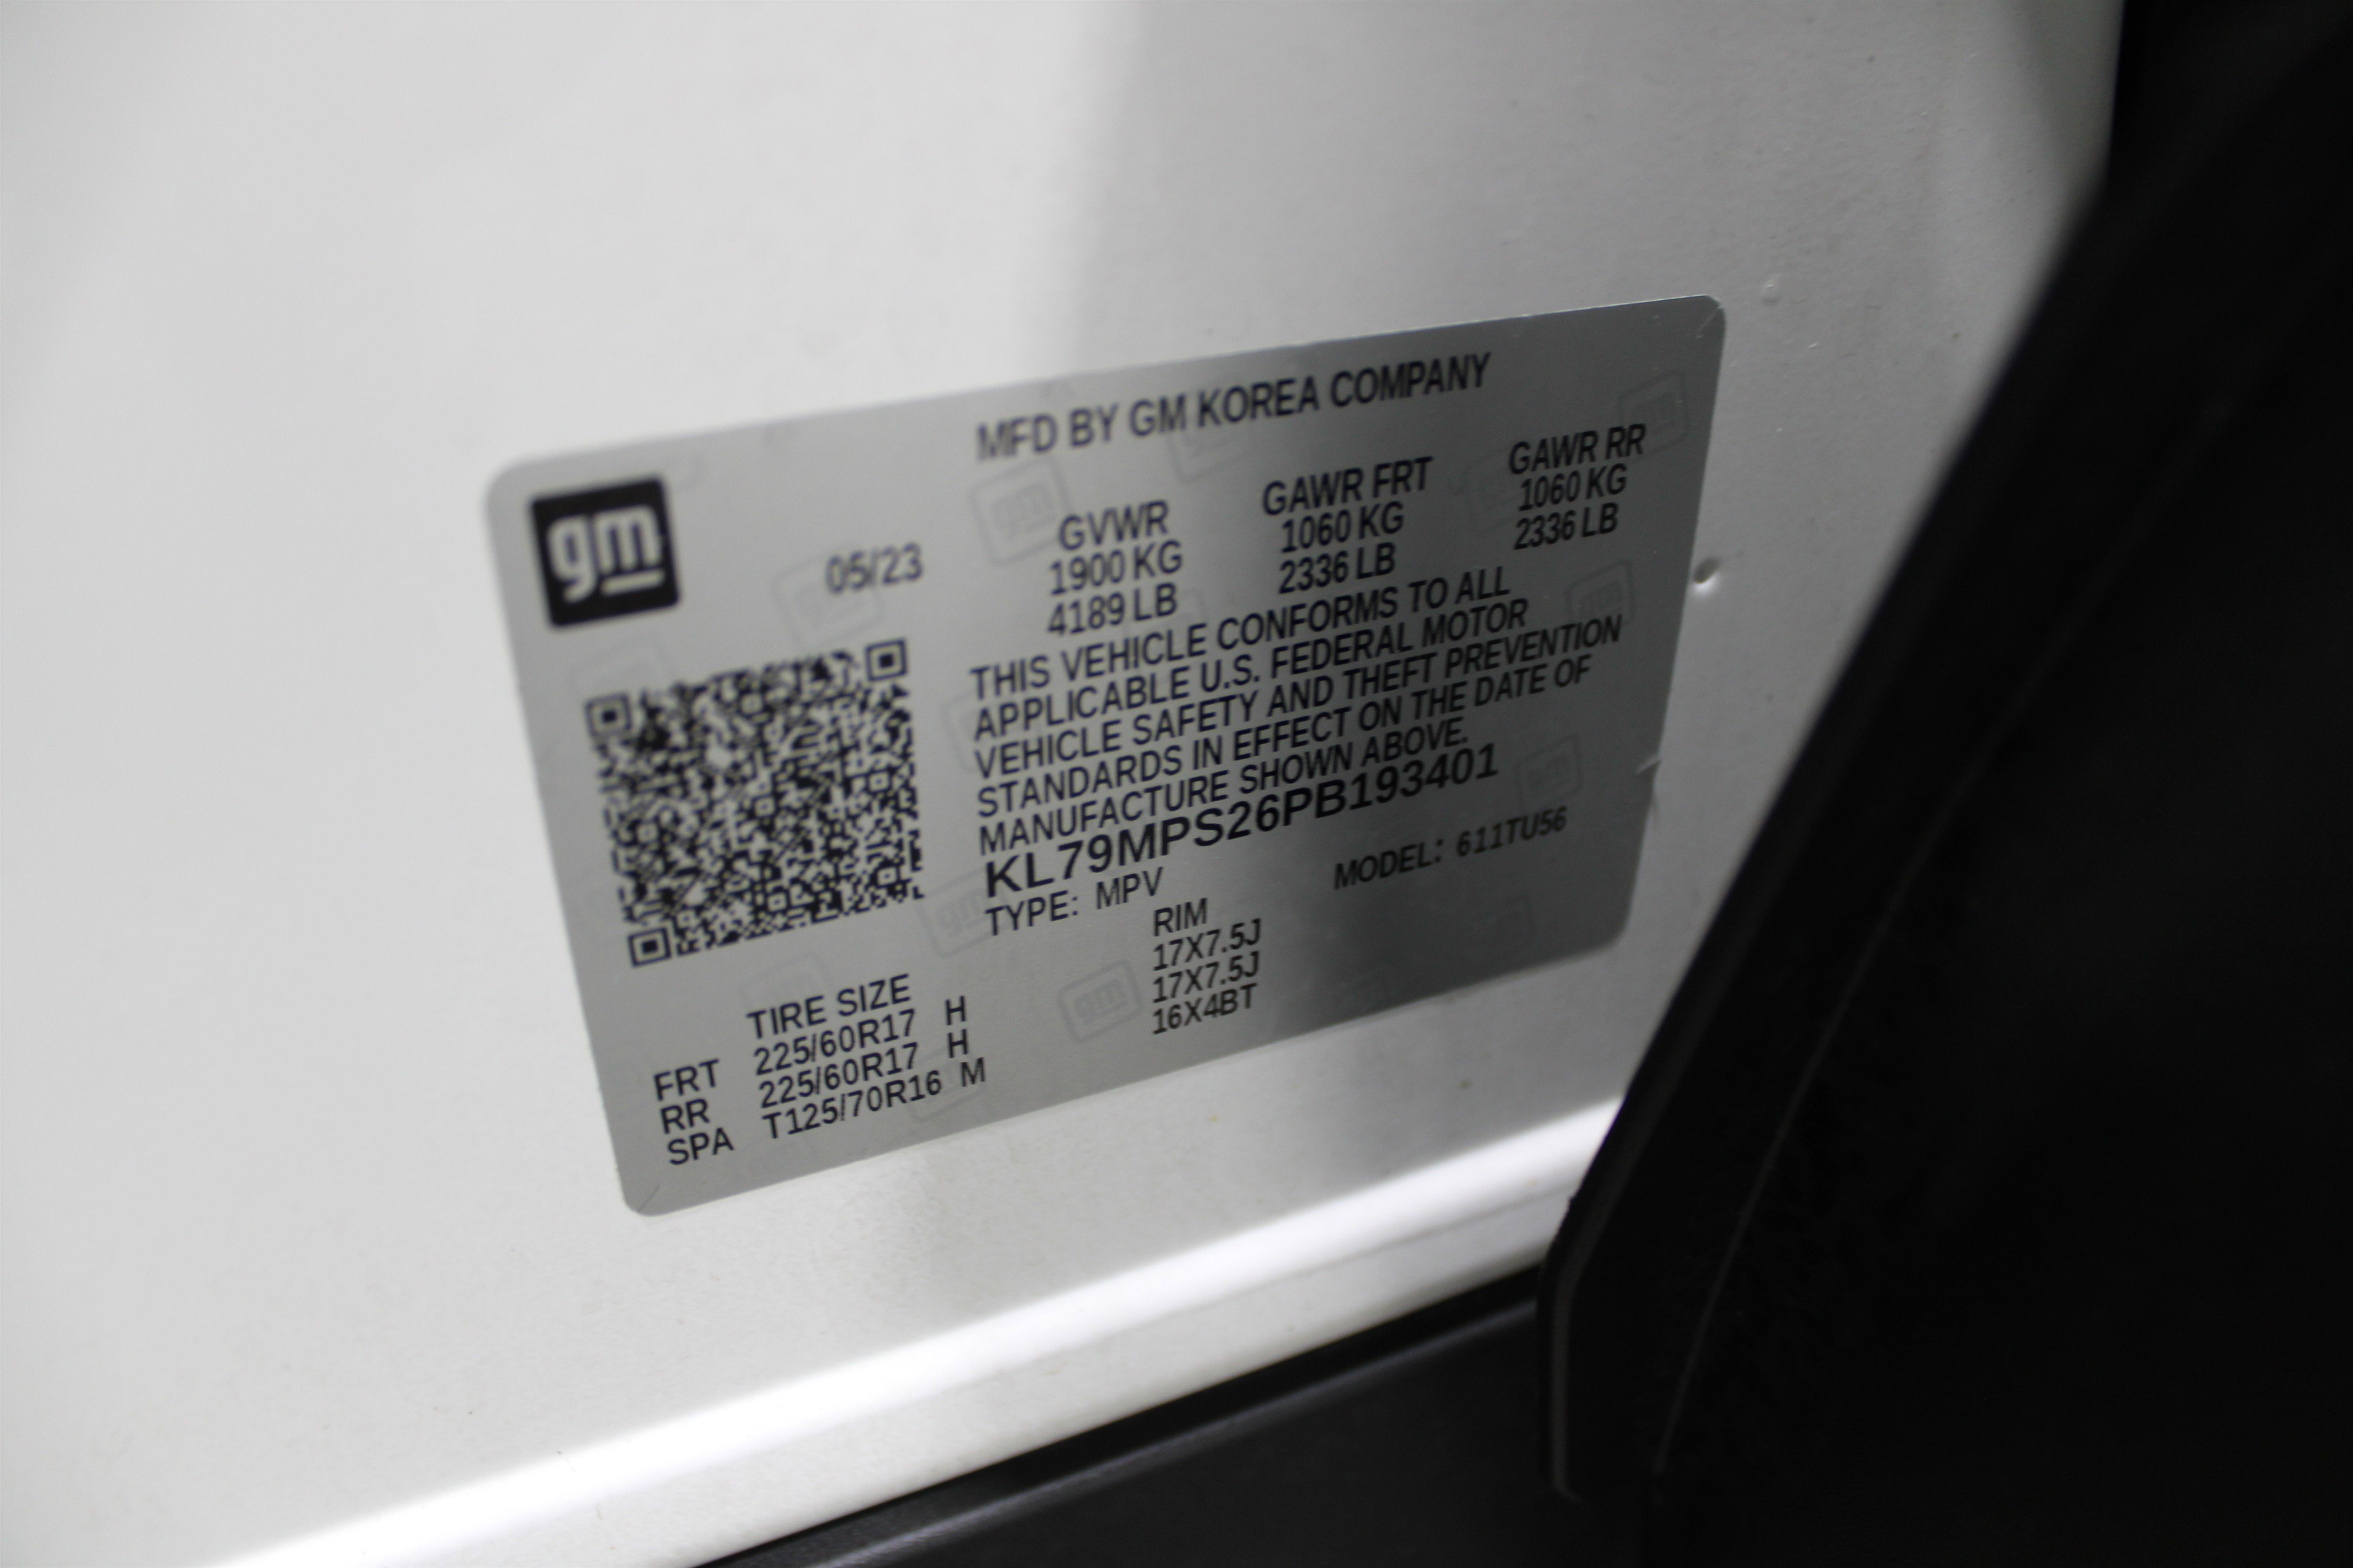 MFD BY GM KOREA COMPANY
gm
05/23
GVWR GAWR FRT GAWR RR
1900 KG 1060 KG 1060 KG
4189 LB 2336 LB 2336 LB
THIS VEHICLE CONFORMS TO ALL
APPLICABLE U.S. FEDERAL MOTOR
VEHICLE SAFETY AND THEFT PREVENTION
STANDARDS IN EFFECT ON THE DATE OF
MANUFACTURE SHOWN ABOVE.
KL79MPS26PB193401
TYPE: MPV MODEL: 611TU56
TIRE SIZE RIM
FRT 225/60R17 H 17X7.5J
RR 225/60R17 H 17X7.5J
SPA T125/70R16 M 16X4BT